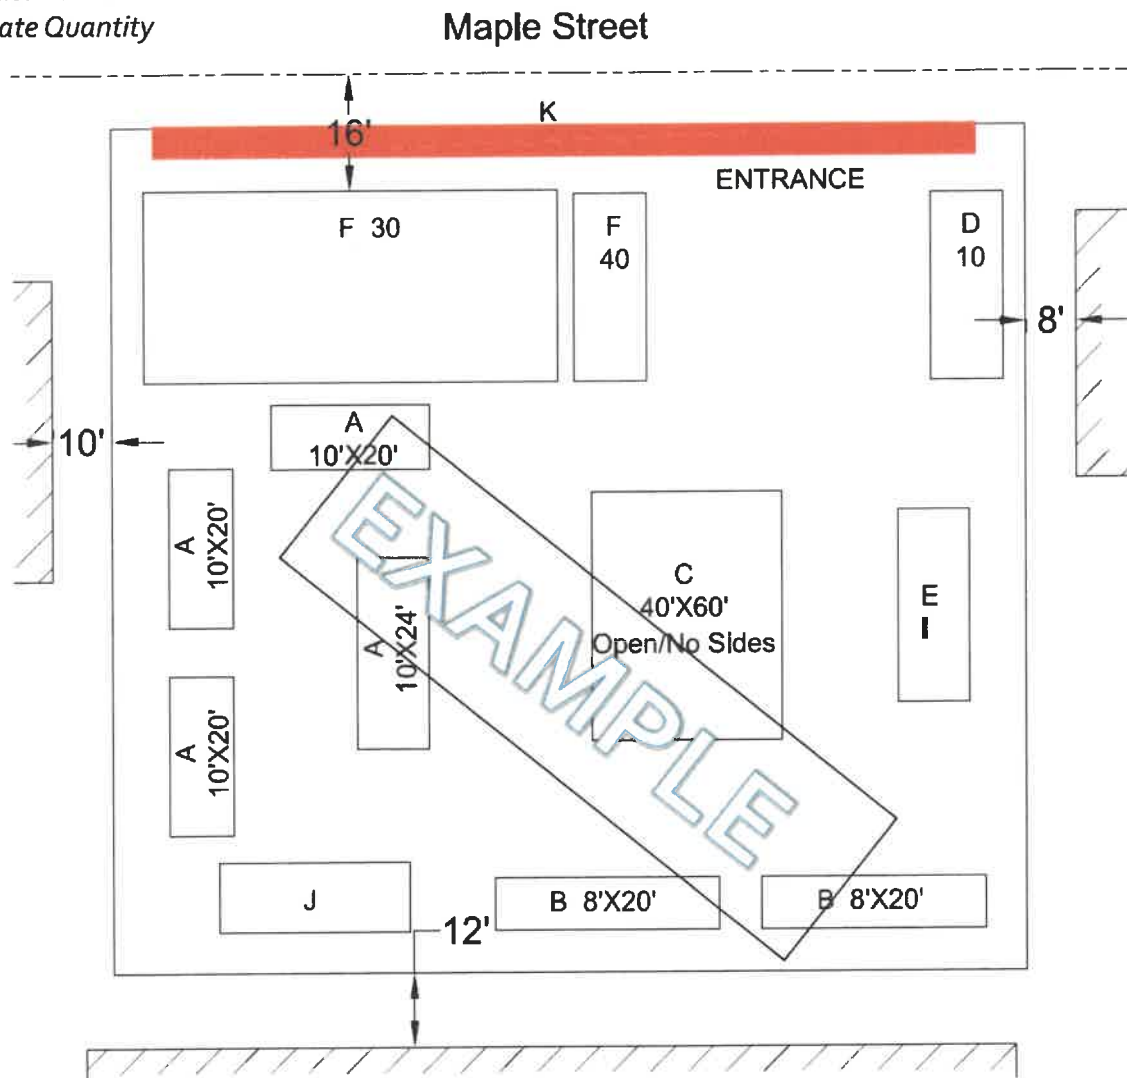 ate Quantity
Maple Street
K
16'
ENTRANCE
F 30
F
40
D
10
8'
10'
A
10'X20'
A
10'X20'
A
10'X24'
C
40'X60'
Open/No Sides
E
A
10'X20'
EXAMPLE
J
B 8'X20'
B 8'X20'
12'